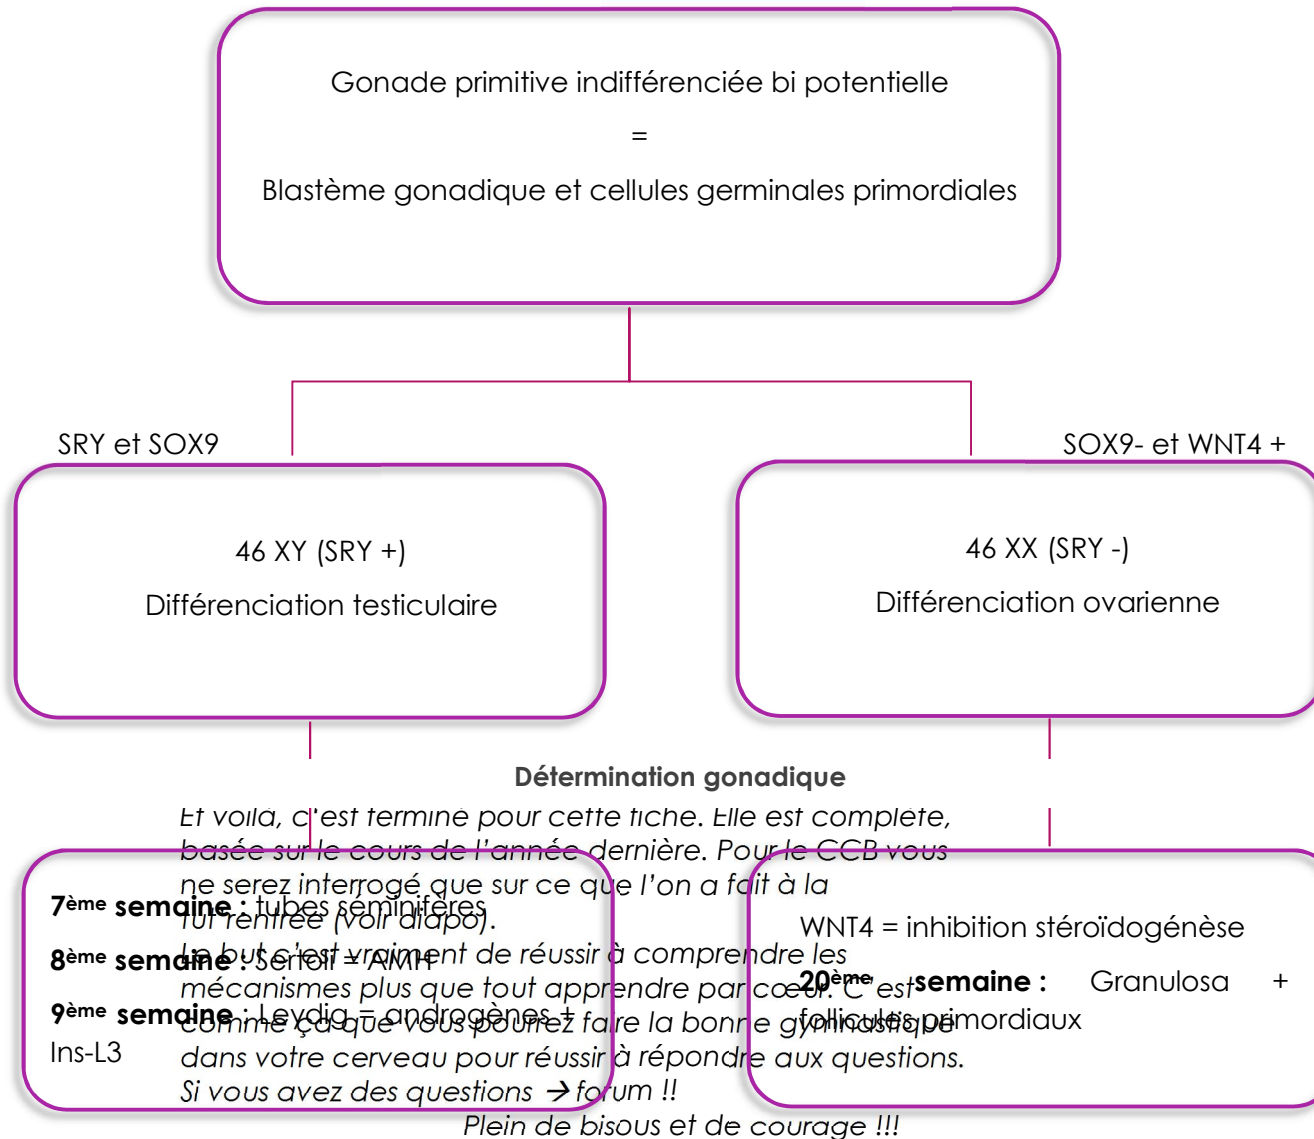 Gonade primitive indifférenciée bi potentielle
=
Blastème gonadique et cellules germinales primordiales
SRY et SOX9
SOX9- et WNT4 +
46 XY (SRY +)
Différenciation testiculaire
46 XX (SRY -)
Différenciation ovarienne
Détermination gonadique
Et voilà, c'est terminé pour cette fiche. Elle est complète,
basée sur le cours de l'année dernière. Pour le CCB vous
ne serez interrogé que sur ce que l'on a fait à la
tut'rentrée (voir diapo).
Le but c'est vraiment de réussir à comprendre les
mécanismes plus que tout apprendre par cœur. C'est
comme ça que vous pourrez faire la bonne gymnastique
dans votre cerveau pour réussir à répondre aux questions.
Si vous avez des questions → forum !!
Plein de bisous et de courage !!!
7ème semaine : tubes séminifères
8ème semaine : Sertoli = AMH
9ème semaine : Leydig = androgènes +
Ins-L3
WNT4 = inhibition stéroïdogénèse
20ème semaine : Granulosa +
follicules primordiaux